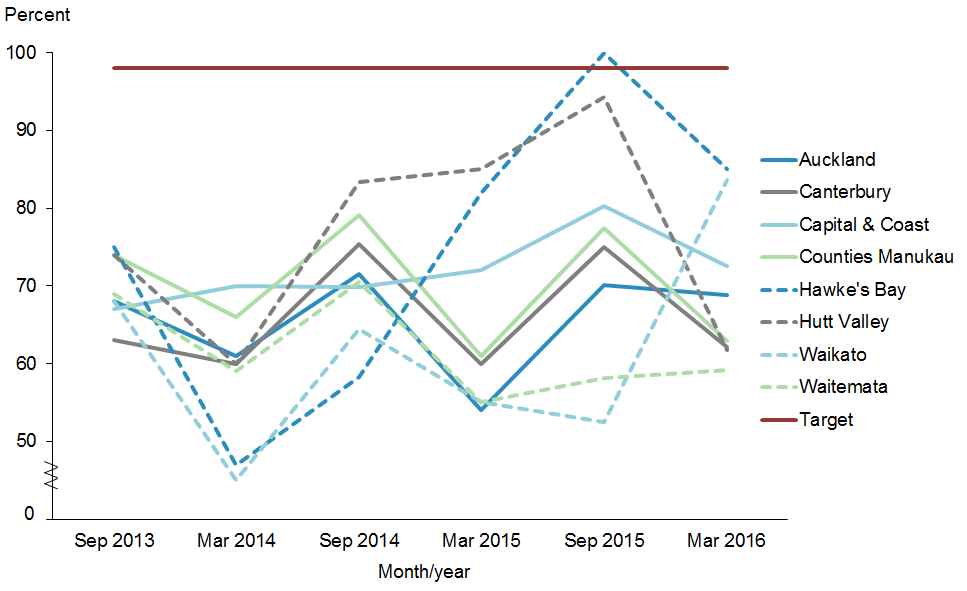 Percent
100
90
80
70
60
50
0
Sep 2013 Mar 2014 Sep 2014 Mar 2015 Sep 2015 Mar 2016
Month/year
Auckland
Canterbury
Capital & Coast
Counties Manukau
Hawke's Bay
Hutt Valley
Waikato
Waitemata
Target